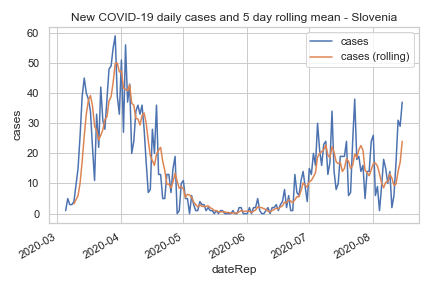 New COVID-19 daily cases and 5 day rolling mean - Slovenia
cases
cases (rolling)
60
50
40
30
20
10
0
cases
2020-03
2020-04
2020-05
2020-06
2020-07
2020-08
dateRep